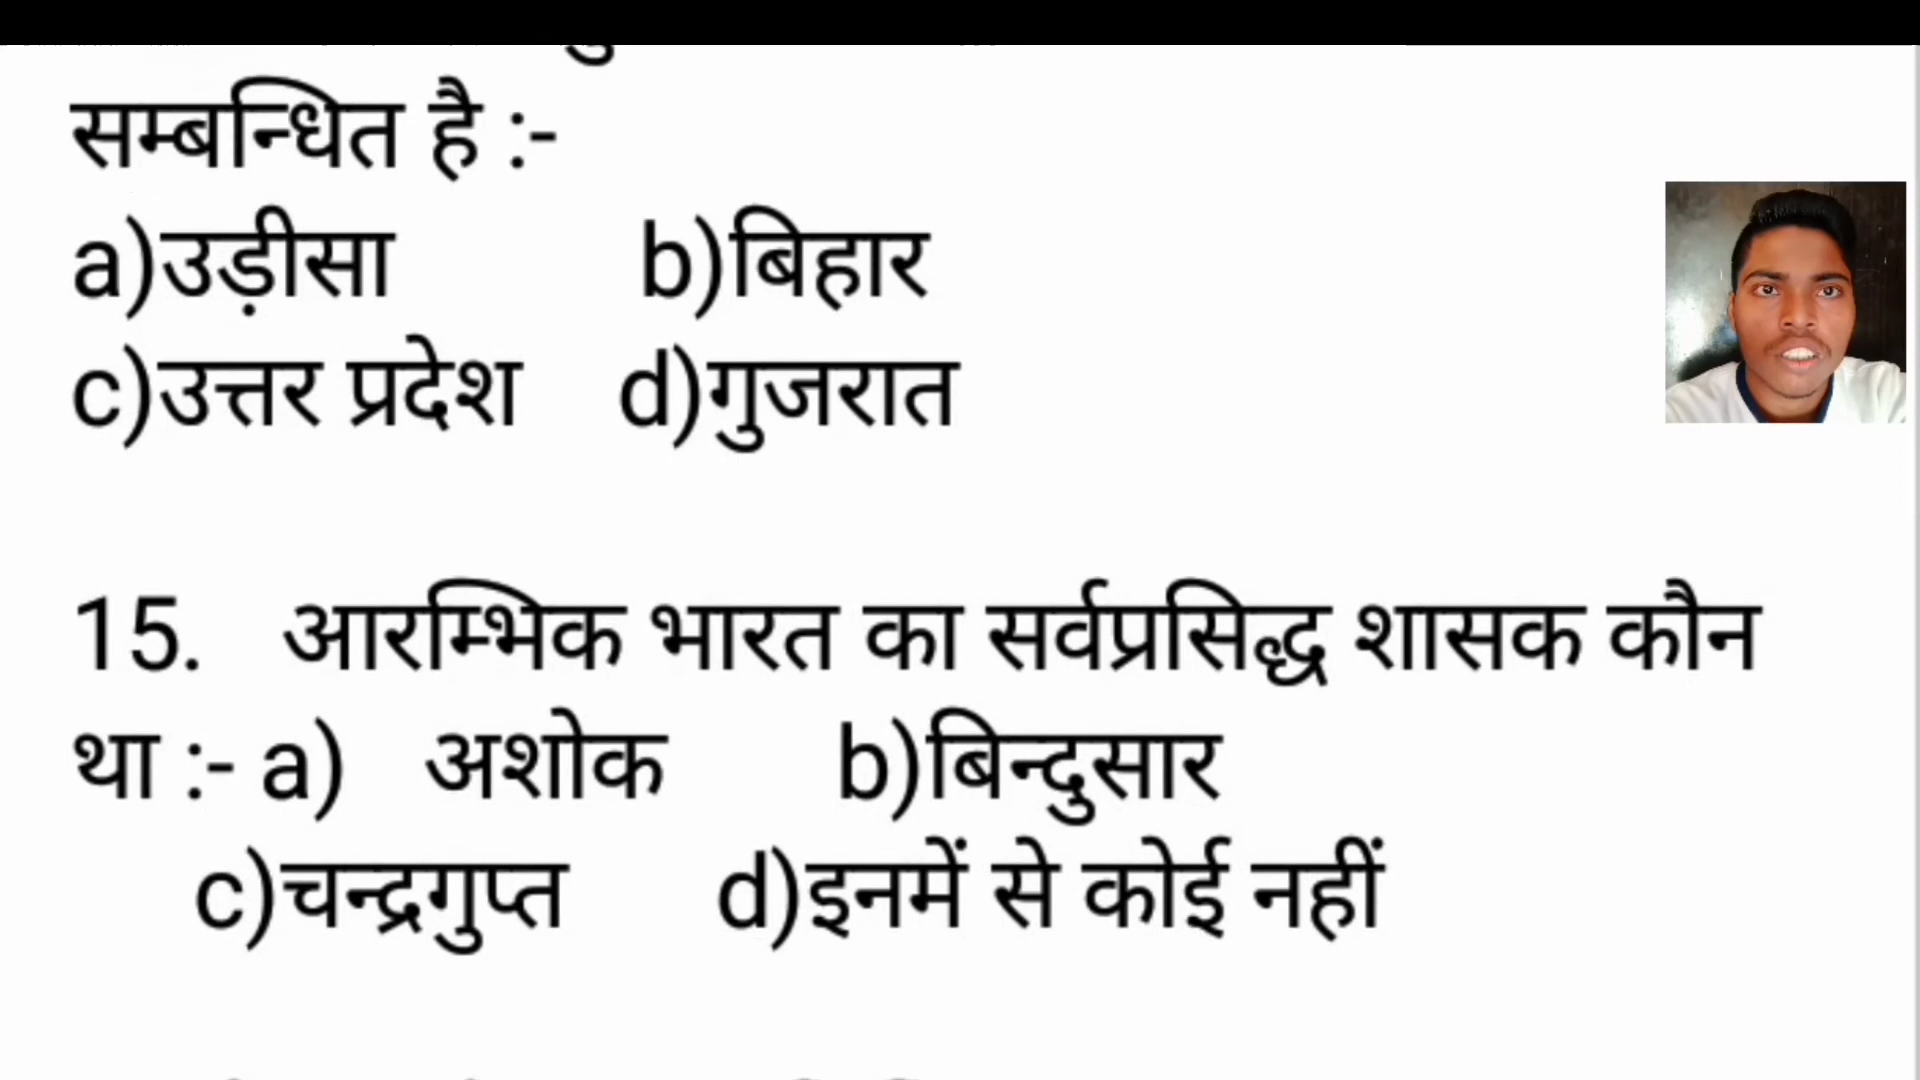 सम्बन्धित है :-
a)उड़ीसा b)बिहार
c)उत्तर प्रदेश d)गुजरात
15. आरम्भिक भारत का सर्वप्रसिद्ध शासक कौन
था :- a) अशोक b)बिन्दुसार
c)चन्द्रगुप्त d)इनमें से कोई नहीं